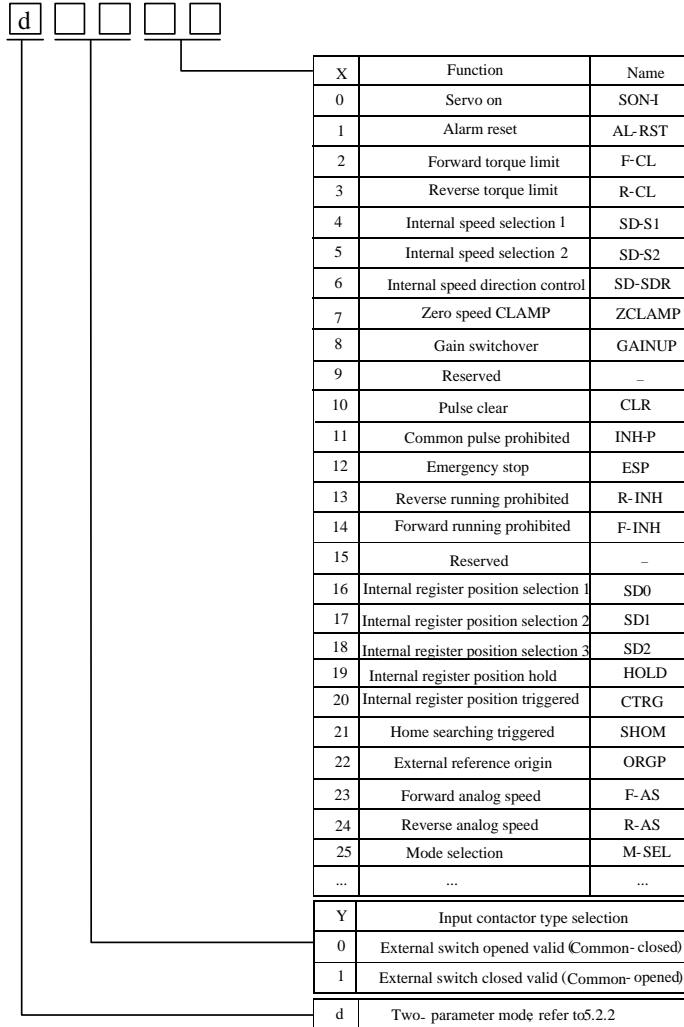 d
X Function Name
0 Servo on SON-I
1 Alarm reset AL-RST
2 Forward torque limit F-CL
3 Reverse torque limit R-CL
4 Internal speed selection 1 SD-S1
5 Internal speed selection 2 SD-S2
6 Internal speed direction control SD-SDR
7 Zero speed CLAMP ZCLAMP
8 Gain switchover GAINUP
9 Reserved –
10 Pulse clear CLR
11 Common pulse prohibited INH-P
12 Emergency stop ESP
13 Reverse running prohibited R-INH
14 Forward running prohibited F-INH
15 Reserved –
16 Internal register position selection 1 SD0
17 Internal register position selection 2 SD1
18 Internal register position selection 3 SD2
19 Internal register position hold HOLD
20 Internal register position triggered CTRG
21 Home searching triggered SHOM
22 External reference origin ORGP
23 Forward analog speed F-AS
24 Reverse analog speed R-AS
25 Mode selection M-SEL
... ... ...
Y Input contactor type selection
0 External switch opened valid (Common-closed)
1 External switch closed valid (Common-opened)
d Two-parameter mode, refer to5.2.2